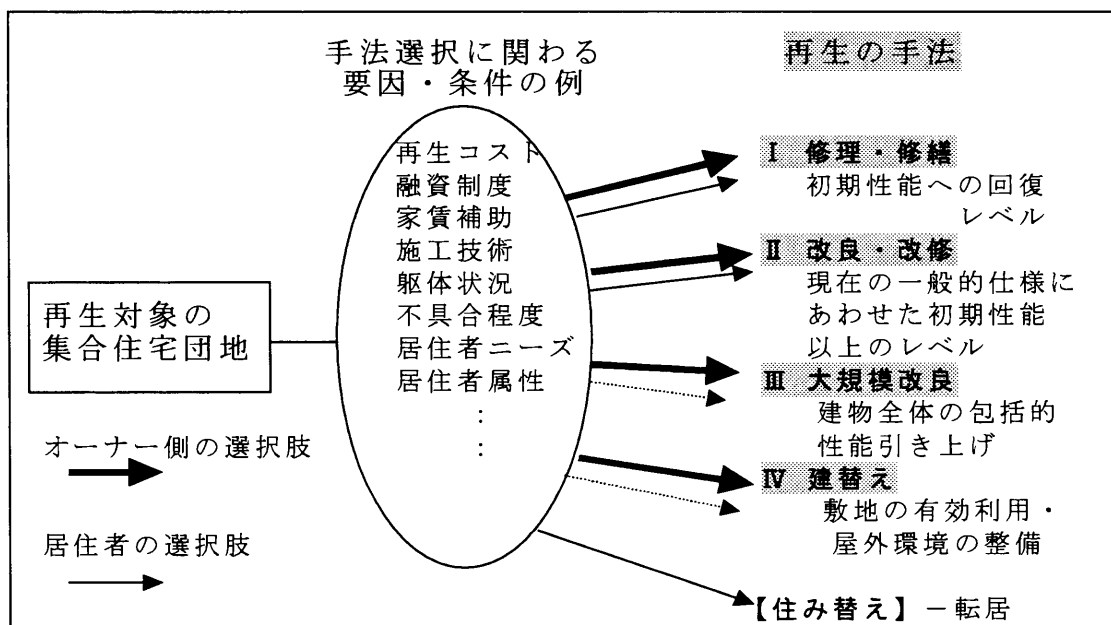 手法選択に関わる
要因・条件の例
再生の手法
再生コスト
融資制度
家賃補助
施工技術
躯体状況
不具合程度
居住者ニーズ
居住者属性
:
:
再生対象の
集合住宅団地
オーナー側の選択肢
居住者の選択肢
Ⅰ 修理・修繕
初期性能への回復
レベル
Ⅱ 改良・改修
現在の一般的仕様に
あわせた初期性能
以上のレベル
Ⅲ 大規模改良
建物全体の包括的
性能引き上げ
Ⅳ 建替え
敷地の有効利用・
屋外環境の整備
【住み替え】－転居